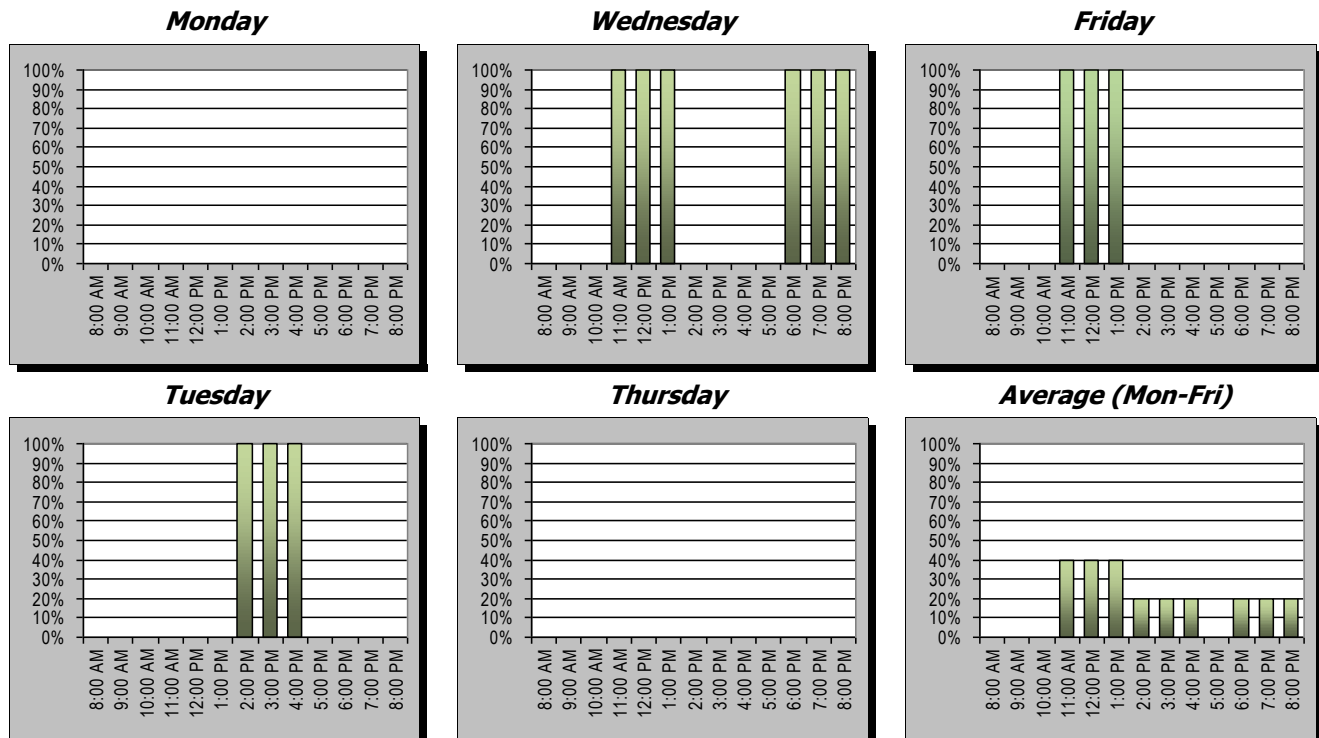 Monday
100%
90%
80%
70%
60%
50%
40%
30%
20%
10%
0%
8:00 AM
9:00 AM
10:00 AM
11:00 AM
12:00 PM
1:00 PM
2:00 PM
3:00 PM
4:00 PM
5:00 PM
6:00 PM
7:00 PM
8:00 PM
Wednesday
100%
90%
80%
70%
60%
50%
40%
30%
20%
10%
0%
8:00 AM
9:00 AM
10:00 AM
11:00 AM
12:00 PM
1:00 PM
2:00 PM
3:00 PM
4:00 PM
5:00 PM
6:00 PM
7:00 PM
8:00 PM
Friday
100%
90%
80%
70%
60%
50%
40%
30%
20%
10%
0%
8:00 AM
9:00 AM
10:00 AM
11:00 AM
12:00 PM
1:00 PM
2:00 PM
3:00 PM
4:00 PM
5:00 PM
6:00 PM
7:00 PM
8:00 PM
Tuesday
100%
90%
80%
70%
60%
50%
40%
30%
20%
10%
0%
8:00 AM
9:00 AM
10:00 AM
11:00 AM
12:00 PM
1:00 PM
2:00 PM
3:00 PM
4:00 PM
5:00 PM
6:00 PM
7:00 PM
8:00 PM
Thursday
100%
90%
80%
70%
60%
50%
40%
30%
20%
10%
0%
8:00 AM
9:00 AM
10:00 AM
11:00 AM
12:00 PM
1:00 PM
2:00 PM
3:00 PM
4:00 PM
5:00 PM
6:00 PM
7:00 PM
8:00 PM
Average (Mon-Fri)
100%
90%
80%
70%
60%
50%
40%
30%
20%
10%
0%
8:00 AM
9:00 AM
10:00 AM
11:00 AM
12:00 PM
1:00 PM
2:00 PM
3:00 PM
4:00 PM
5:00 PM
6:00 PM
7:00 PM
8:00 PM